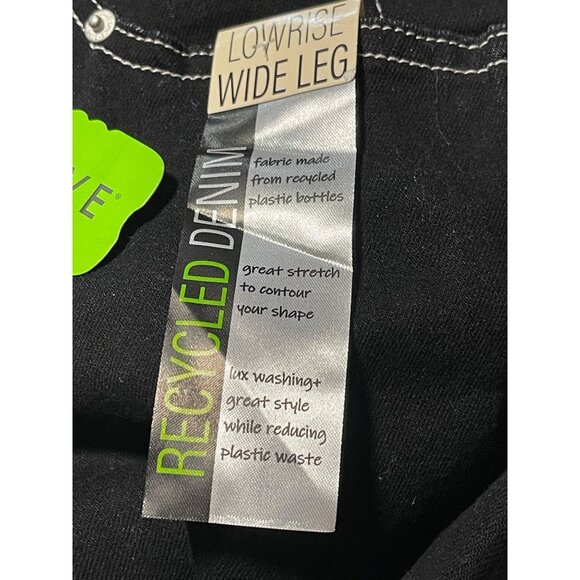 LOWRISE
WIDE LEG
RECYCLED DENIM
fabric made
from recycled
plastic bottles
great stretch
to contour
your shape
lux washing+
great style
while reducing
plastic waste
VE®